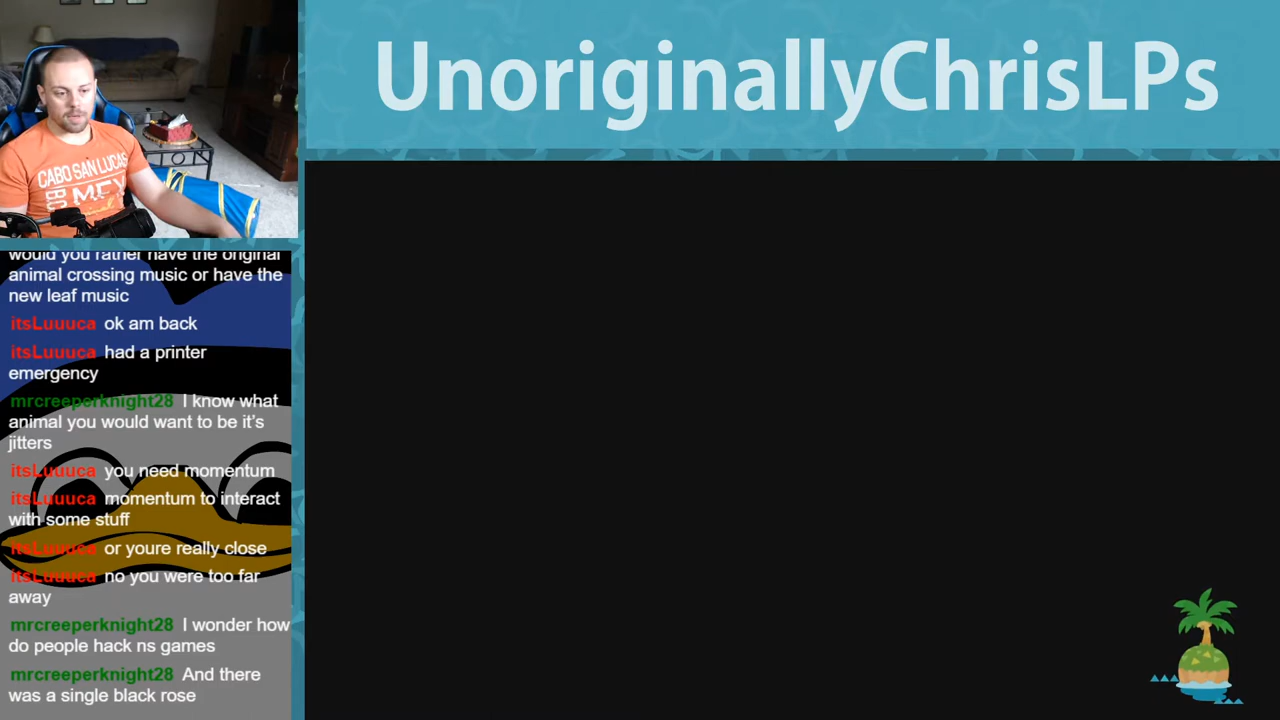 UnoriginallyChrisLPs
CABO SAN LUCAS
would you rather have the original
animal crossing music or have the
new leaf music
itsLuuuca ok am back
itsLuuuca had a printer
emergency
mrcreeperknight28 I know what
animal you would want to be it's
jitters
itsLuuuca you need momentum
itsLuuuca momentum to interact
with some stuff
itsLuuuca or youre really close
itsLuuuca no you were too far
away
mrcreeperknight28 I wonder how
do people hack ns games
mrcreeperknight28 And there
was a single black rose